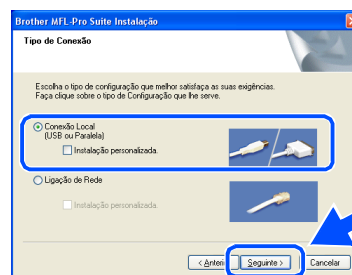 Brother MFL-Pro Suite Instalação
Tipo de Conexão
Escolha o tipo de configuração que melhor satisfaça as suas exigências.
Faça clique sobre o tipo de Configuração que lhe serve.
Conexão Local
(USB ou Paralela)
Instalação personalizada.
Ligação de Rede
Instalação personalizada.
< Anteri Seguinte > Cancelar